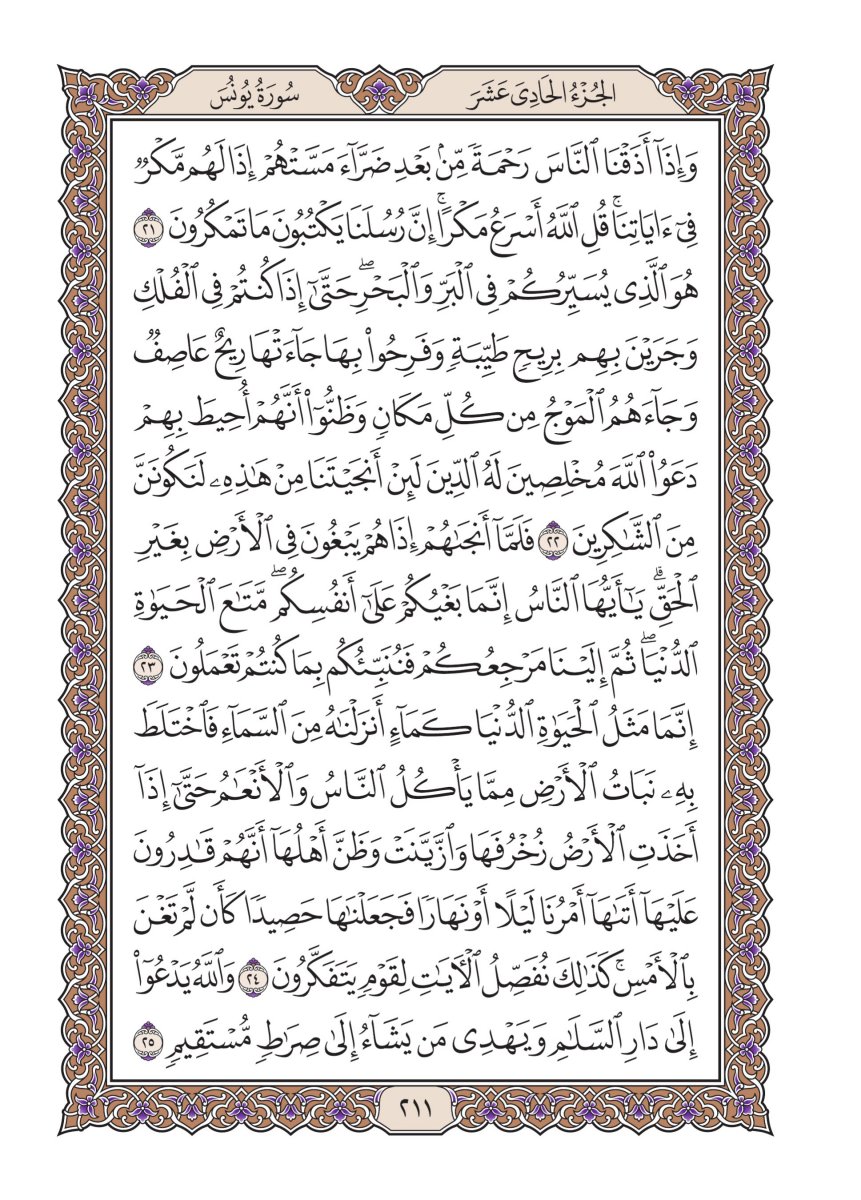 الجُزْءُ الحَادِى عَشَرَ
سُورَةُ يُونُسَ
وَإِذَآ أَذَقْنَا ٱلنَّاسَ رَحْمَةً مِّنۢ بَعْدِ ضَرَّآءَ مَسَّتْهُمْ إِذَا لَهُم مَّكْرٌ
فِىٓ ءَايَاتِنَاۚ قُلِ ٱللَّهُ أَسْرَعُ مَكْرًاۚ إِنَّ رُسُلَنَا يَكْتُبُونَ مَا تَمْكُرُونَ ٢١
هُوَ ٱلَّذِى يُسَيِّرُكُمْ فِى ٱلْبَرِّ وَٱلْبَحْرِۖ حَتَّىٰٓ إِذَا كُنتُمْ فِى ٱلْفُلْكِ
وَجَرَيْنَ بِهِم بِرِيحٍ طَيِّبَةٍ وَفَرِحُوا۟ بِهَا جَآءَتْهَا رِيحٌ عَاصِفٌ
وَجَآءَهُمُ ٱلْمَوْجُ مِن كُلِّ مَكَانٍ وَظَنُّوٓا۟ أَنَّهُمْ أُحِيطَ بِهِمْ
دَعَوُا۟ ٱللَّهَ مُخْلِصِينَ لَهُ ٱلدِّينَ لَئِنْ أَنجَيْتَنَا مِنْ هَٰذِهِۦ لَنَكُونَنَّ
مِنَ ٱلشَّٰكِرِينَ ٢٢ فَلَمَّآ أَنجَىٰهُمْ إِذَا هُمْ يَبْغُونَ فِى ٱلْأَرْضِ بِغَيْرِ
ٱلْحَقِّۗ يَٰٓأَيُّهَا ٱلنَّاسُ إِنَّمَا بَغْيُكُمْ عَلَىٰٓ أَنفُسِكُمۖ مَّتَٰعَ ٱلْحَيَوٰةِ
ٱلدُّنْيَاۖ ثُمَّ إِلَيْنَا مَرْجِعُكُمْ فَنُنَبِّئُكُم بِمَا كُنتُمْ تَعْمَلُونَ ٢٣
إِنَّمَا مَثَلُ ٱلْحَيَوٰةِ ٱلدُّنْيَا كَمَآءٍ أَنزَلْنَٰهُ مِنَ ٱلسَّمَآءِ فَٱخْتَلَطَ
بِهِۦ نَبَاتُ ٱلْأَرْضِ مِمَّا يَأْكُلُ ٱلنَّاسُ وَٱلْأَنْعَٰمُ حَتَّىٰٓ إِذَآ
أَخَذَتِ ٱلْأَرْضُ زُخْرُفَهَا وَٱزَّيَّنَتْ وَظَنَّ أَهْلُهَآ أَنَّهُمْ قَٰدِرُونَ
عَلَيْهَآ أَتَىٰهَآ أَمْرُنَا لَيْلًا أَوْ نَهَارًا فَجَعَلْنَٰهَا حَصِيدًا كَأَن لَّمْ تَغْنَ
بِٱلْأَمْسِۚ كَذَٰلِكَ نُفَصِّلُ ٱلْـَٔايَٰتِ لِقَوْمٍ يَتَفَكَّرُونَ ٢٤ وَٱللَّهُ يَدْعُوٓا۟
إِلَىٰ دَارِ ٱلسَّلَٰمِ وَيَهْدِى مَن يَشَآءُ إِلَىٰ صِرَٰطٍ مُّسْتَقِيمٍ ٢٥
٢١١